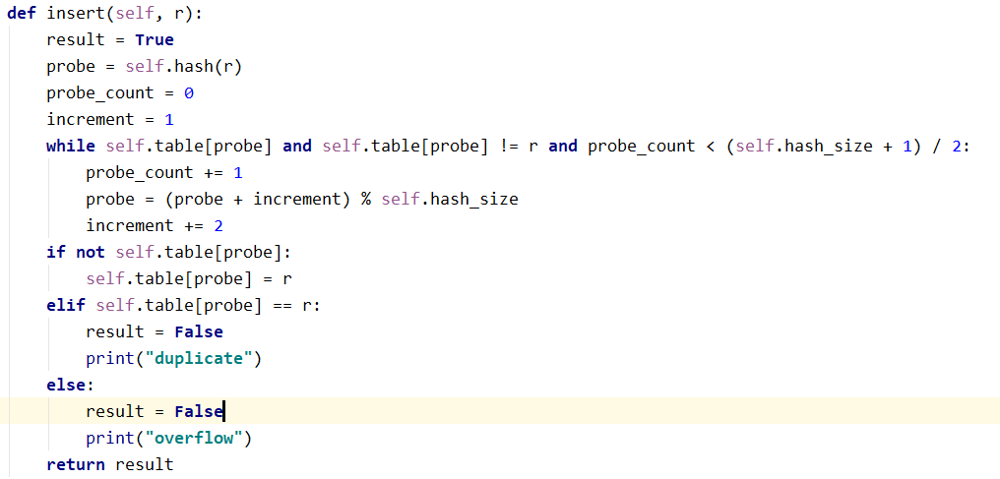 def insert(self, r):
    result = True
    probe = self.hash(r)
    probe_count = 0
    increment = 1
    while self.table[probe] and self.table[probe] != r and probe_count < (self.hash_size + 1) / 2:
        probe_count += 1
        probe = (probe + increment) % self.hash_size
        increment += 2
    if not self.table[probe]:
        self.table[probe] = r
    elif self.table[probe] == r:
        result = False
        print("duplicate")
    else:
        result = False
        print("overflow")
    return result